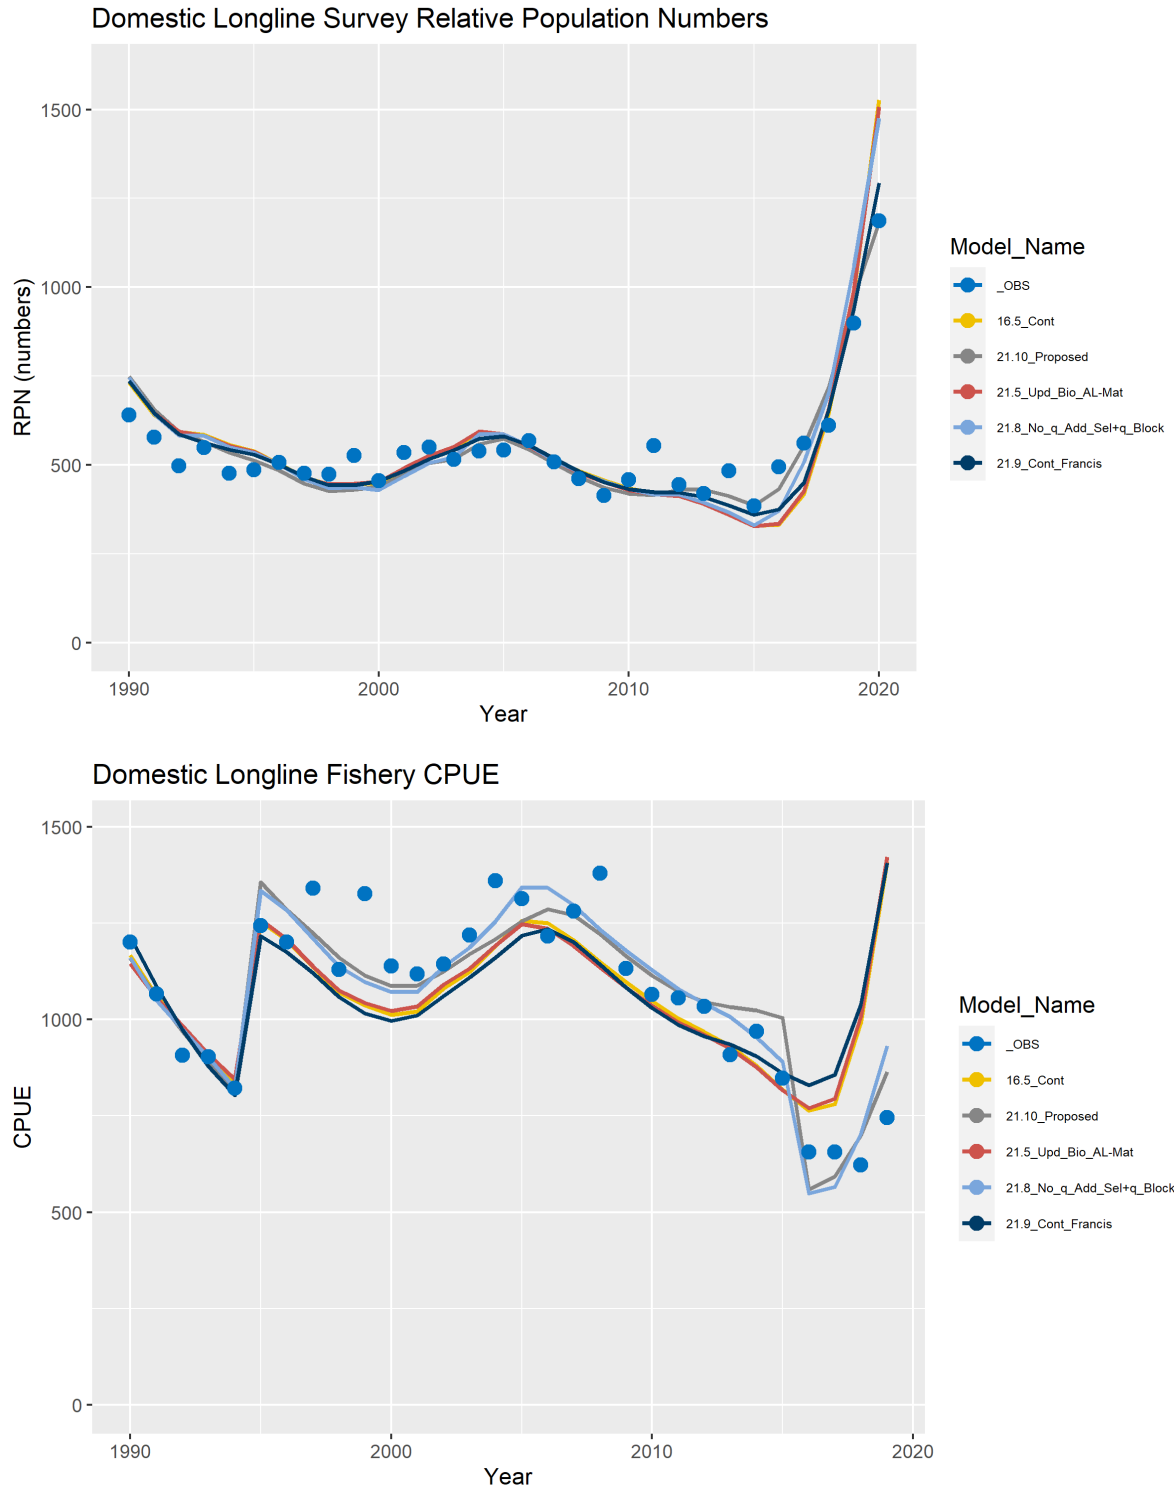 Domestic Longline Survey Relative Population Numbers
1500
1000
500
0
RPN (numbers)
1990
2000
2010
2020
Year
Model_Name
_OBS
16.5_Cont
21.10_Proposed
21.5_Upd_Bio_AL-Mat
21.8_No_q_Add_Sel+q_Block
21.9_Cont_Francis
Domestic Longline Fishery CPUE
1500
1000
500
0
CPUE
1990
2000
2010
2020
Year
Model_Name
_OBS
16.5_Cont
21.10_Proposed
21.5_Upd_Bio_AL-Mat
21.8_No_q_Add_Sel+q_Block
21.9_Cont_Francis